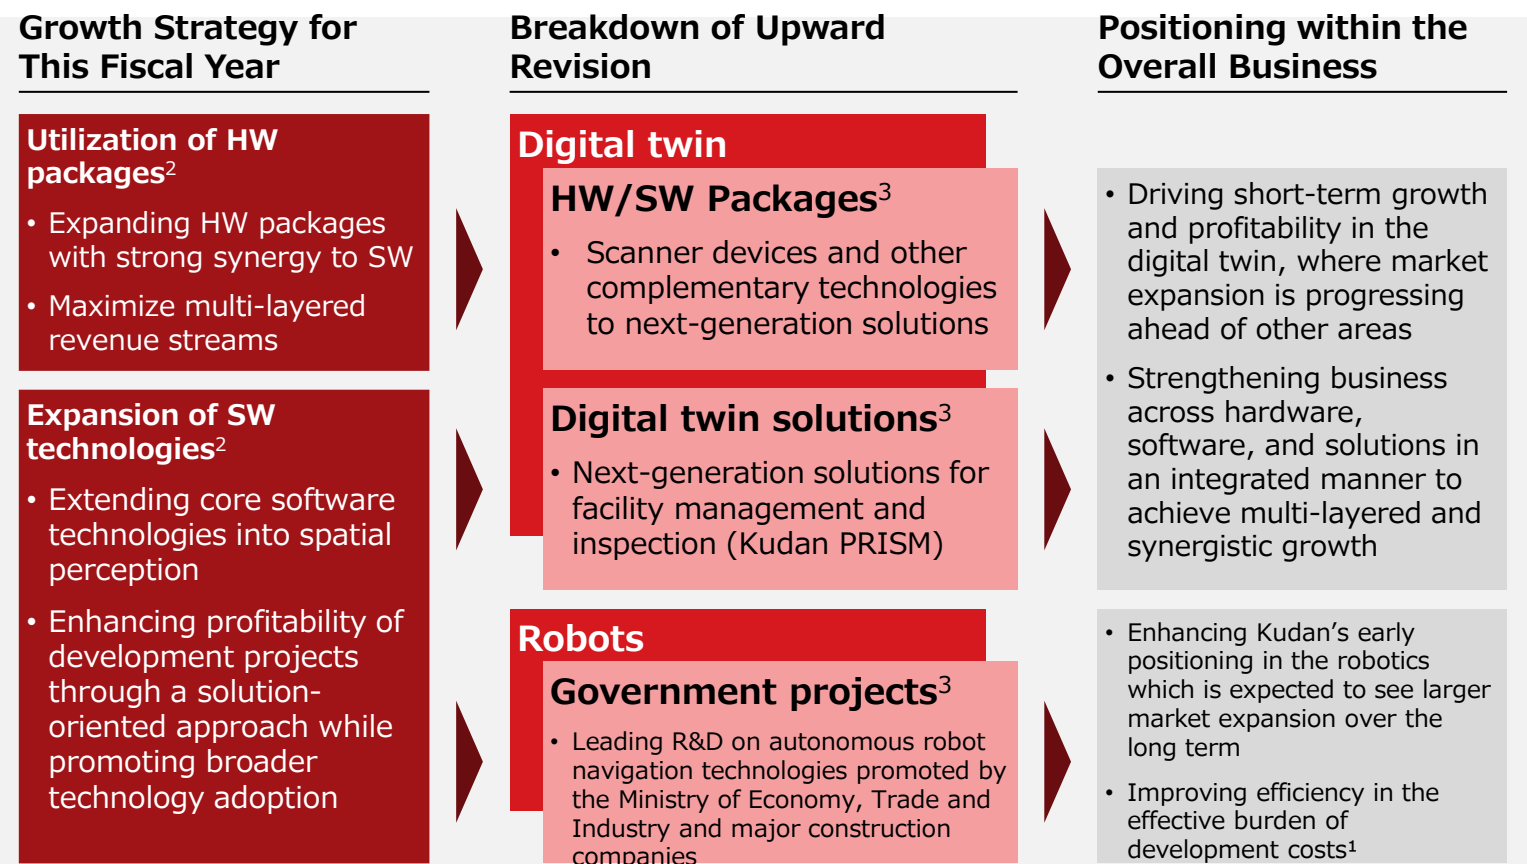 Growth Strategy for
This Fiscal Year
Utilization of HW
packages²
• Expanding HW packages
with strong synergy to SW
• Maximize multi-layered
revenue streams
Expansion of SW
technologies²
• Extending core software
technologies into spatial
perception
• Enhancing profitability of
development projects
through a solution-
oriented approach while
promoting broader
technology adoption
Breakdown of Upward
Revision
Digital twin
HW/SW Packages³
• Scanner devices and other
complementary technologies
to next-generation solutions
Digital twin solutions³
• Next-generation solutions for
facility management and
inspection (Kudan PRISM)
Robots
Government projects³
• Leading R&D on autonomous robot
navigation technologies promoted by
the Ministry of Economy, Trade and
Industry and major construction
companies
Positioning within the
Overall Business
• Driving short-term growth
and profitability in the
digital twin, where market
expansion is progressing
ahead of other areas
• Strengthening business
across hardware,
software, and solutions in
an integrated manner to
achieve multi-layered and
synergistic growth
• Enhancing Kudan’s early
positioning in the robotics
which is expected to see larger
market expansion over the
long term
• Improving efficiency in the
effective burden of
development costs¹